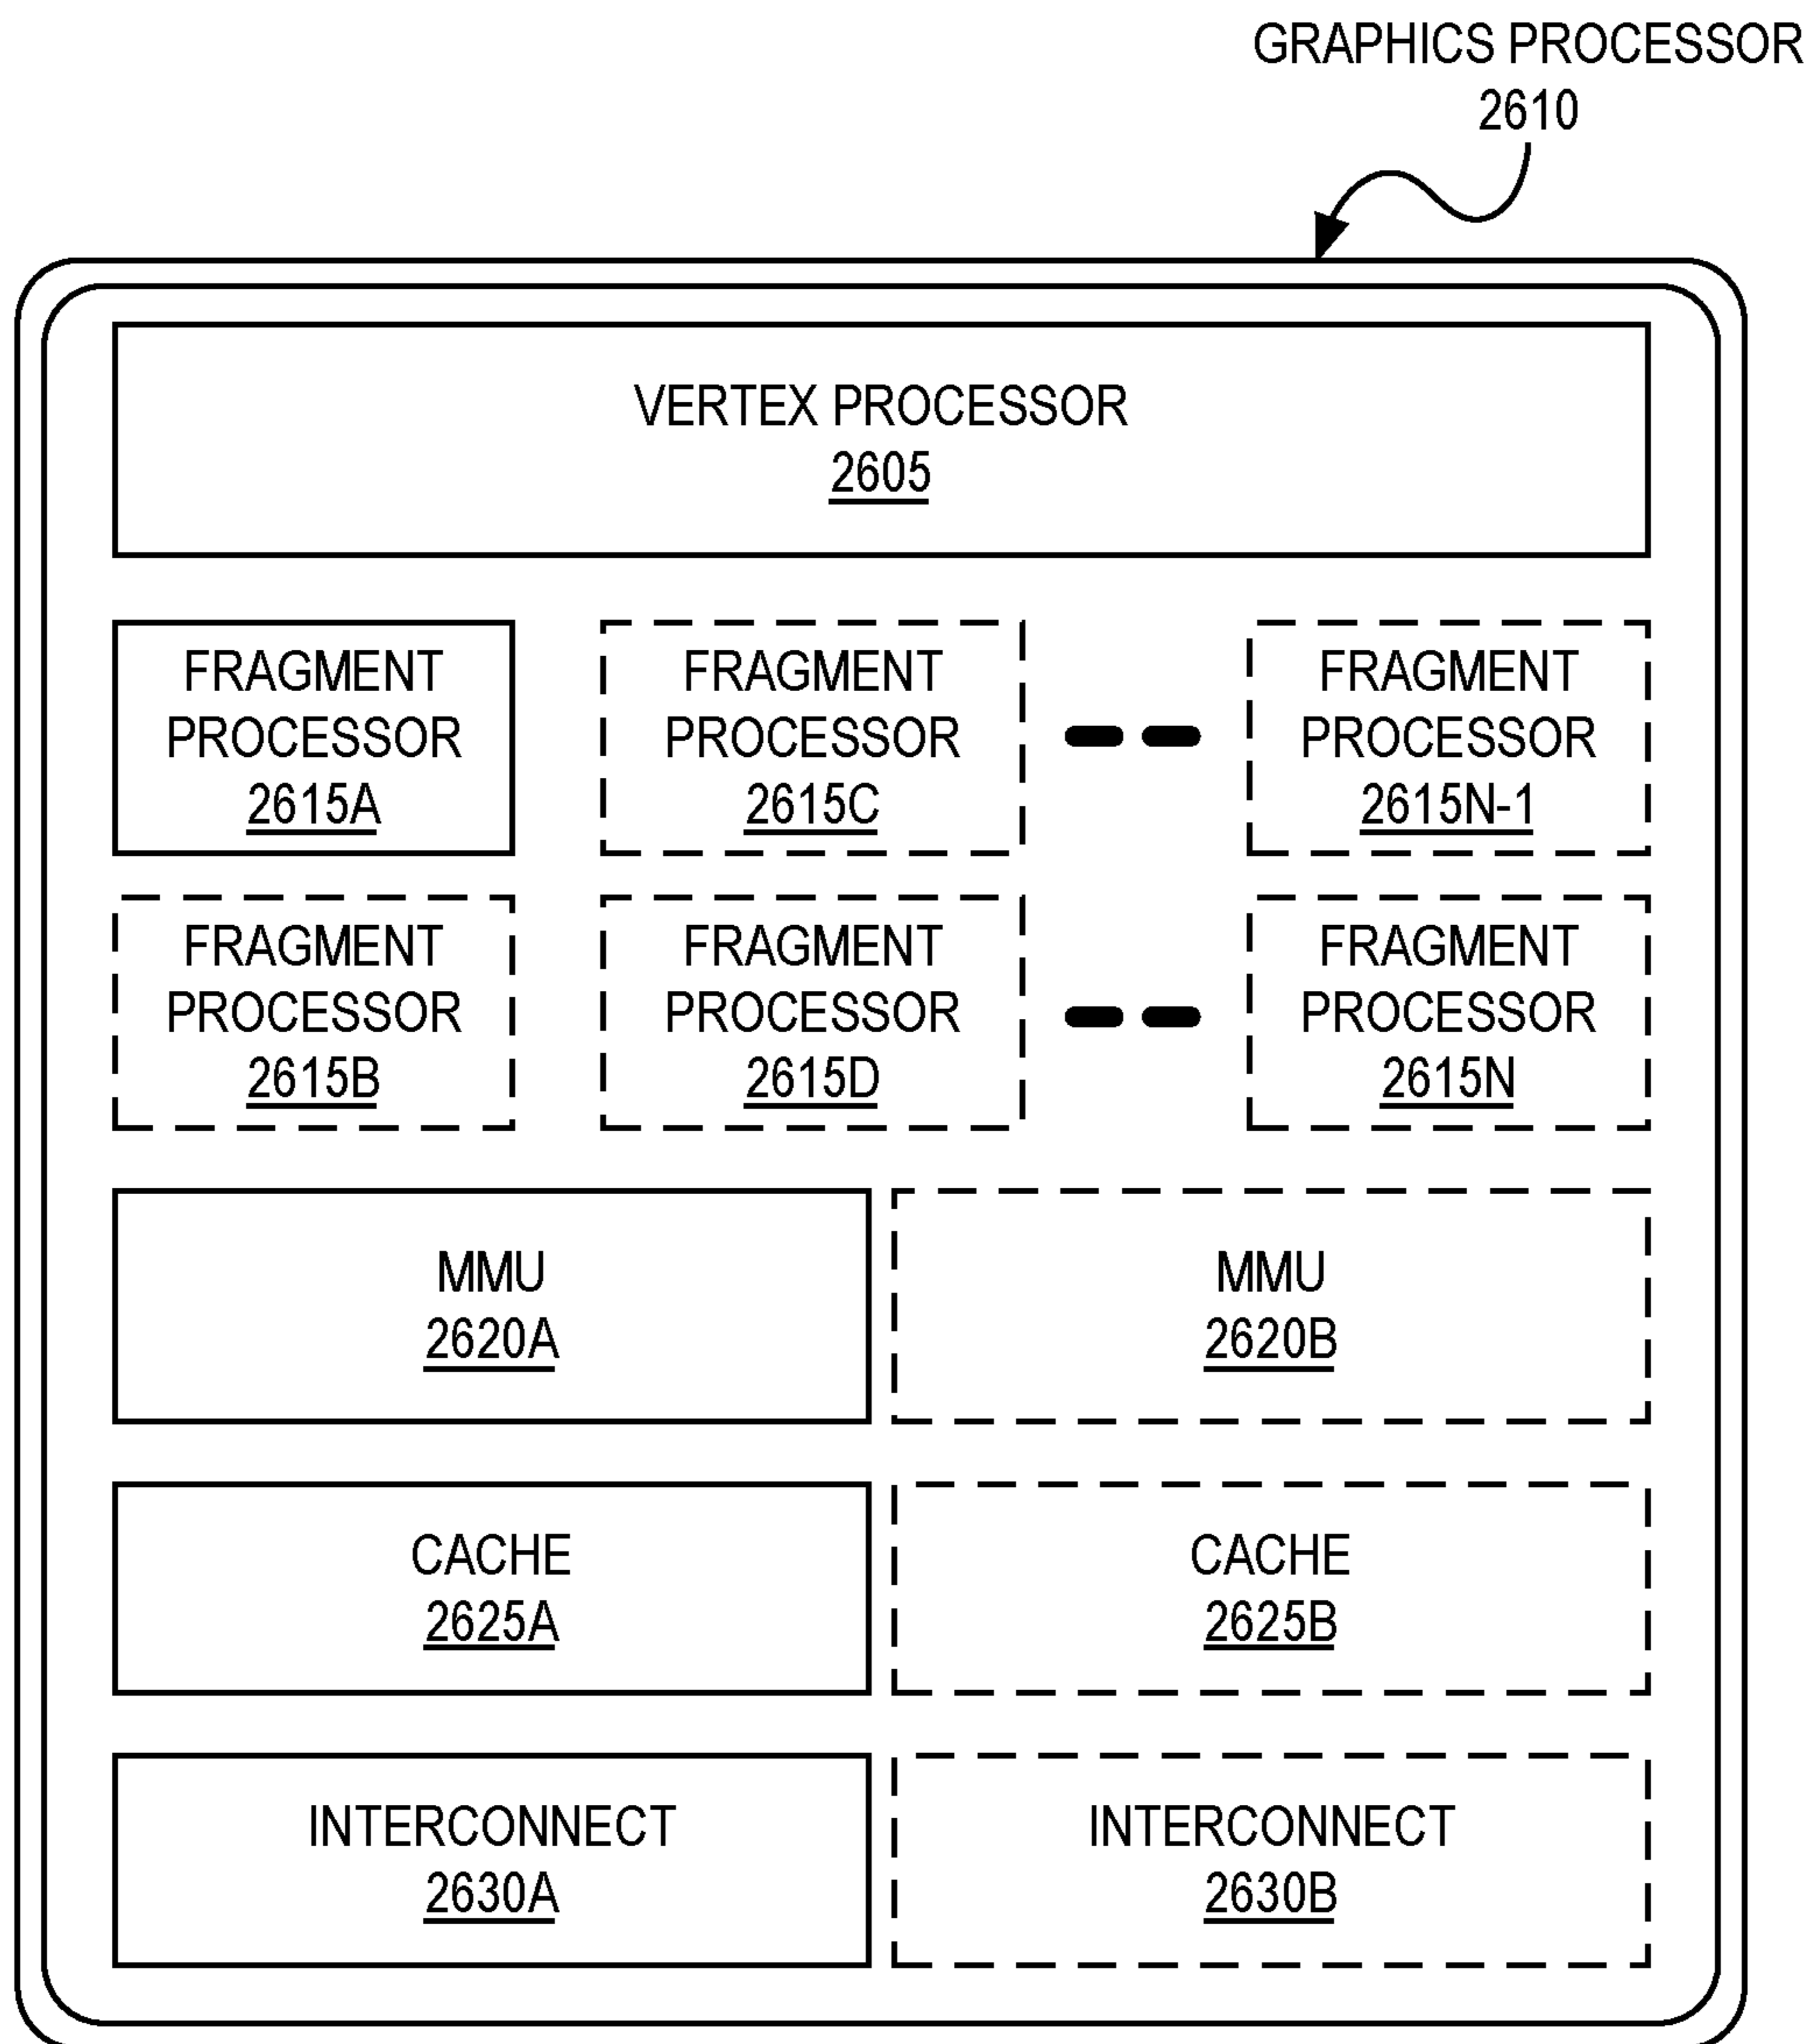 GRAPHICS PROCESSOR
2610
VERTEX PROCESSOR
2605
FRAGMENT
PROCESSOR
2615A
FRAGMENT
PROCESSOR
2615C
FRAGMENT
PROCESSOR
2615N-1
FRAGMENT
PROCESSOR
2615B
FRAGMENT
PROCESSOR
2615D
FRAGMENT
PROCESSOR
2615N
MMU
2620A
MMU
2620B
CACHE
2625A
CACHE
2625B
INTERCONNECT
2630A
INTERCONNECT
2630B